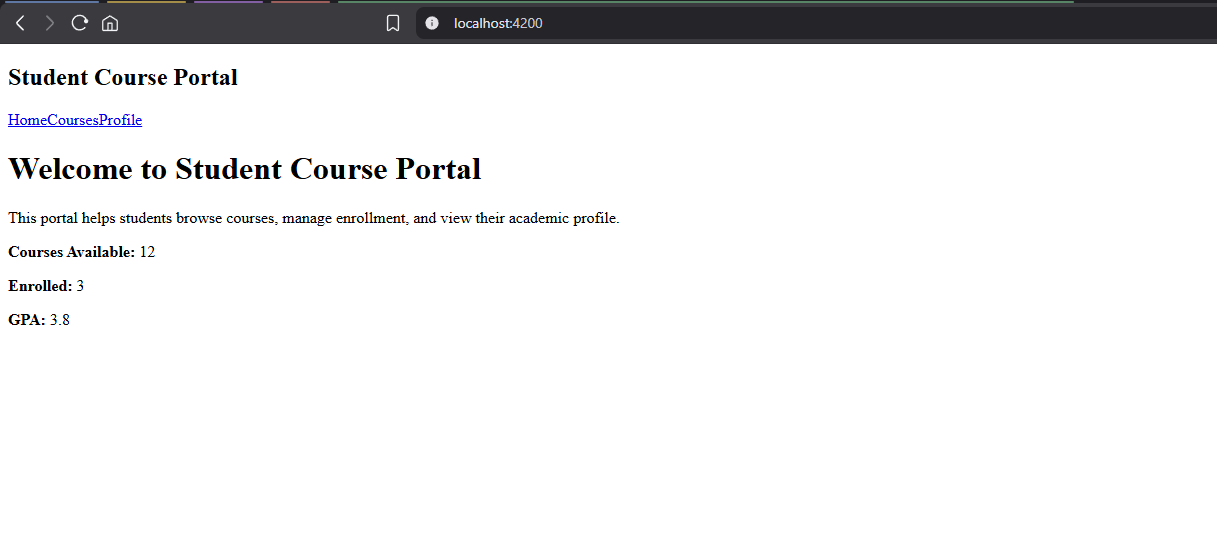 localhost:4200
Student Course Portal
HomeCoursesProfile
Welcome to Student Course Portal
This portal helps students browse courses, manage enrollment, and view their academic profile.
Courses Available: 12
Enrolled: 3
GPA: 3.8